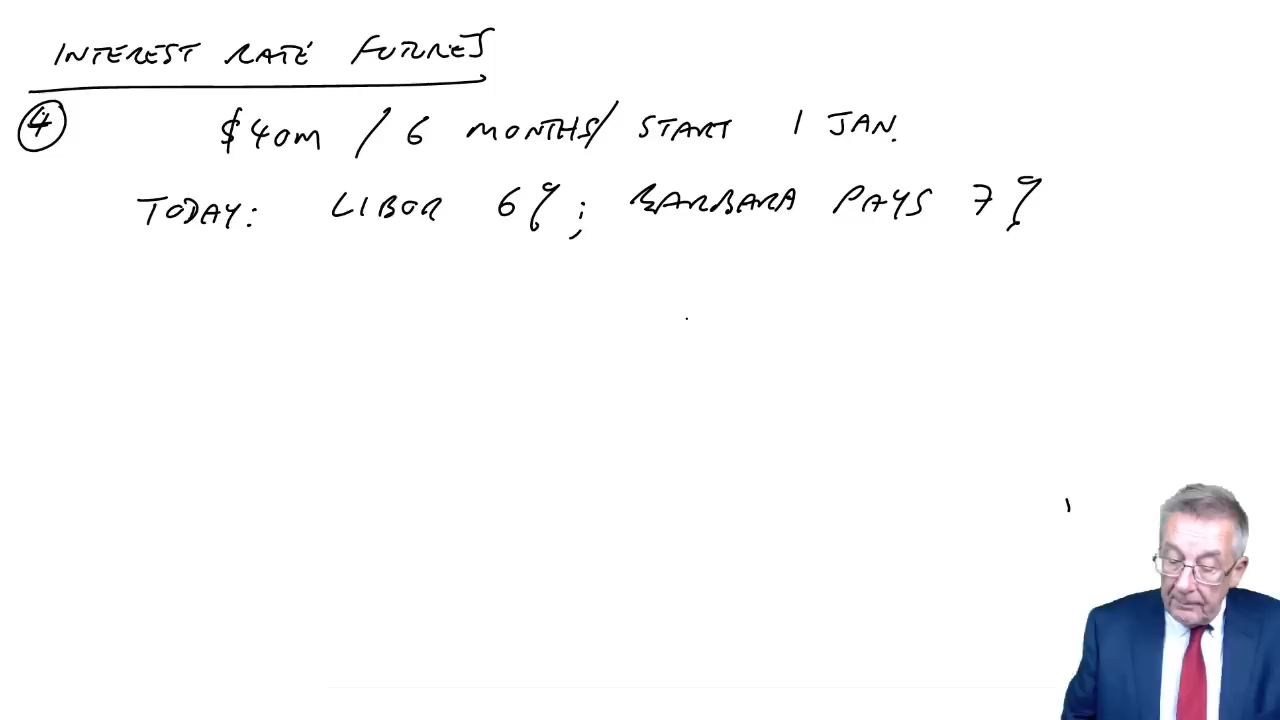 INTEREST RATE FUTURES
④ $40M / 6 MONTHS/ START 1 JAN.
TODAY: LIBOR 6%; BARBARA PAYS 7%